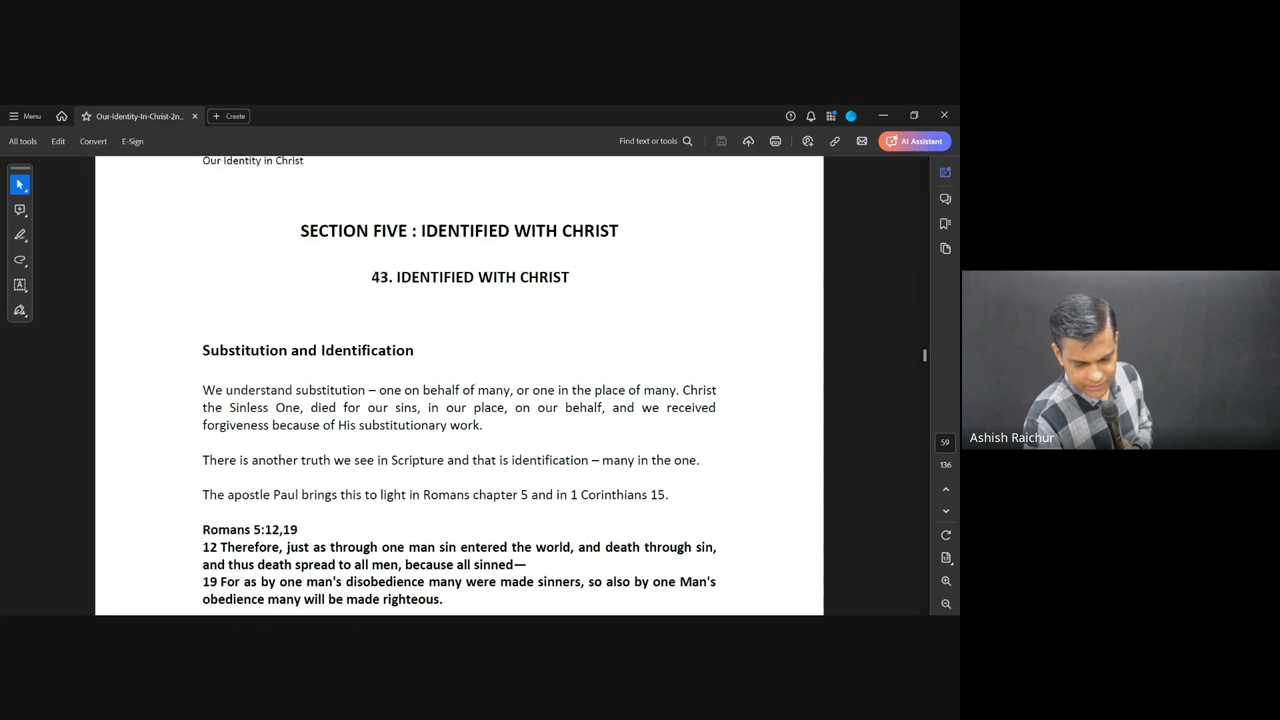 Menu
Our-Identity-In-Christ-2n...
Create
All tools
Edit
Convert
E-Sign
Find text or tools
AI Assistant
Our Identity in Christ
SECTION FIVE : IDENTIFIED WITH CHRIST
43. IDENTIFIED WITH CHRIST
Substitution and Identification
We understand substitution – one on behalf of many, or one in the place of many. Christ
the Sinless One, died for our sins, in our place, on our behalf, and we received
forgiveness because of His substitutionary work.
There is another truth we see in Scripture and that is identification – many in the one.
The apostle Paul brings this to light in Romans chapter 5 and in 1 Corinthians 15.
Romans 5:12,19
12 Therefore, just as through one man sin entered the world, and death through sin,
and thus death spread to all men, because all sinned—
19 For as by one man's disobedience many were made sinners, so also by one Man's
obedience many will be made righteous.
59
136
Ashish Raichur